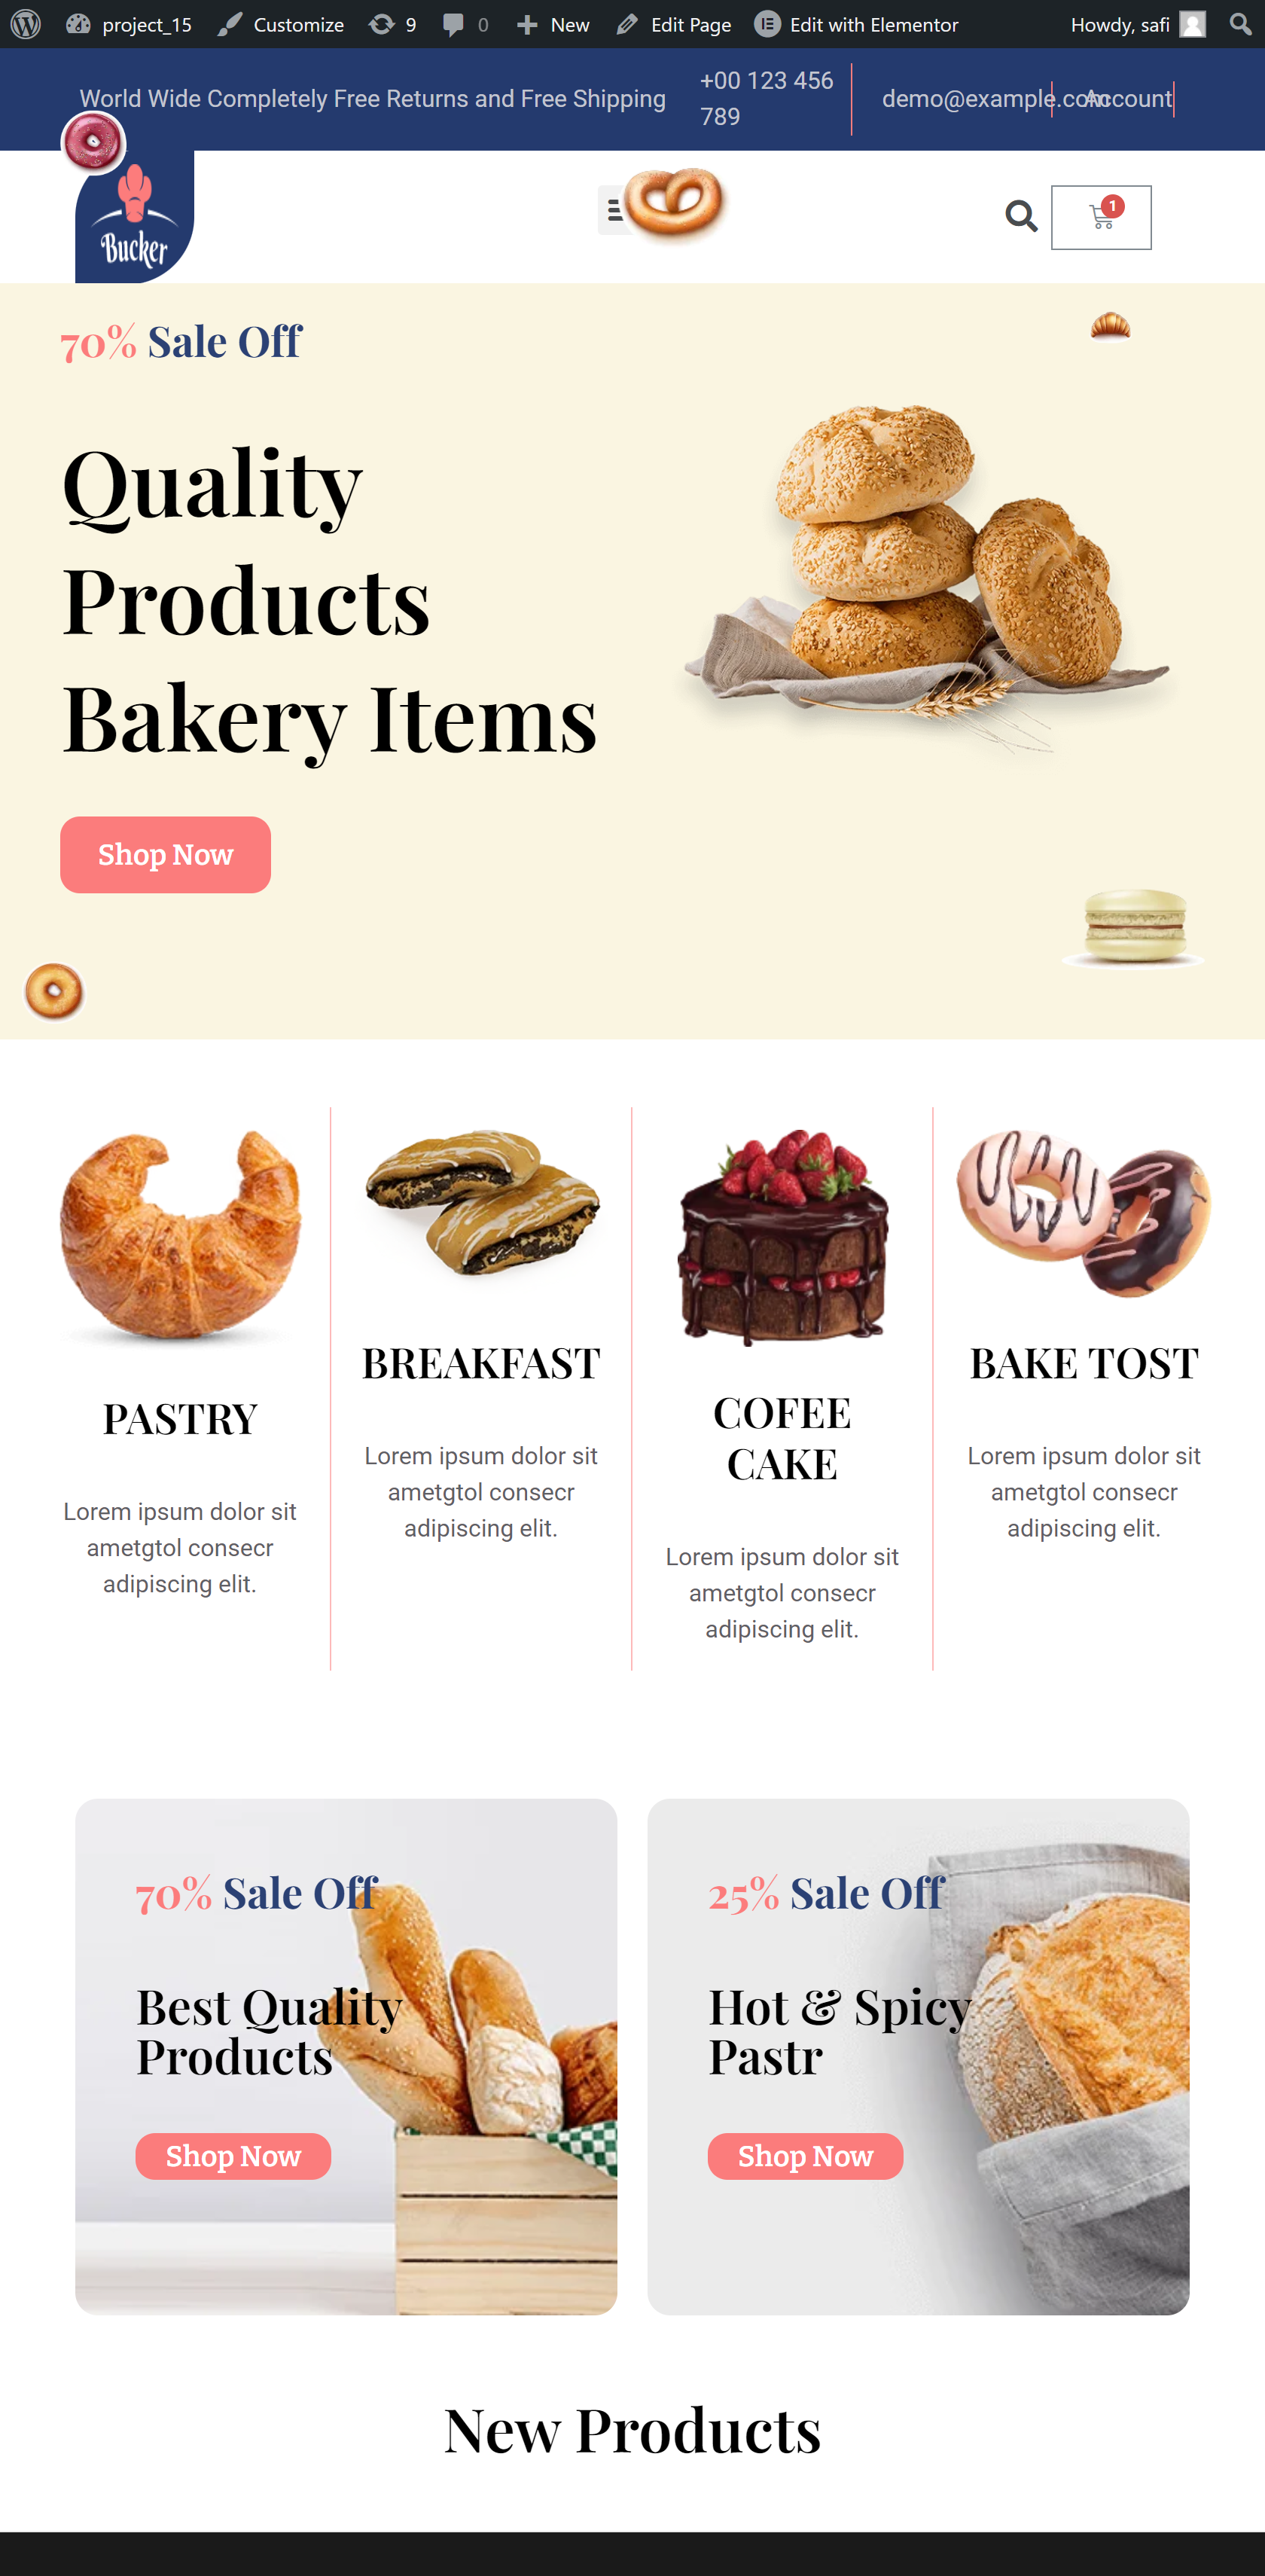 project_15 Customize 9 0 New Edit Page Edit with Elementor Howdy, safi
World Wide Completely Free Returns and Free Shipping
+00 123 456
789
demo@example.com
Account
Bucker
1
70% Sale Off
Quality
Products
Bakery Items
Shop Now
PASTRY
Lorem ipsum dolor sit
ametgtol consecr
adipiscing elit.
BREAKFAST
Lorem ipsum dolor sit
ametgtol consecr
adipiscing elit.
COFEE
CAKE
Lorem ipsum dolor sit
ametgtol consecr
adipiscing elit.
BAKE TOST
Lorem ipsum dolor sit
ametgtol consecr
adipiscing elit.
70% Sale Off
Best Quality
Products
Shop Now
25% Sale Off
Hot & Spicy
Pastr
Shop Now
New Products